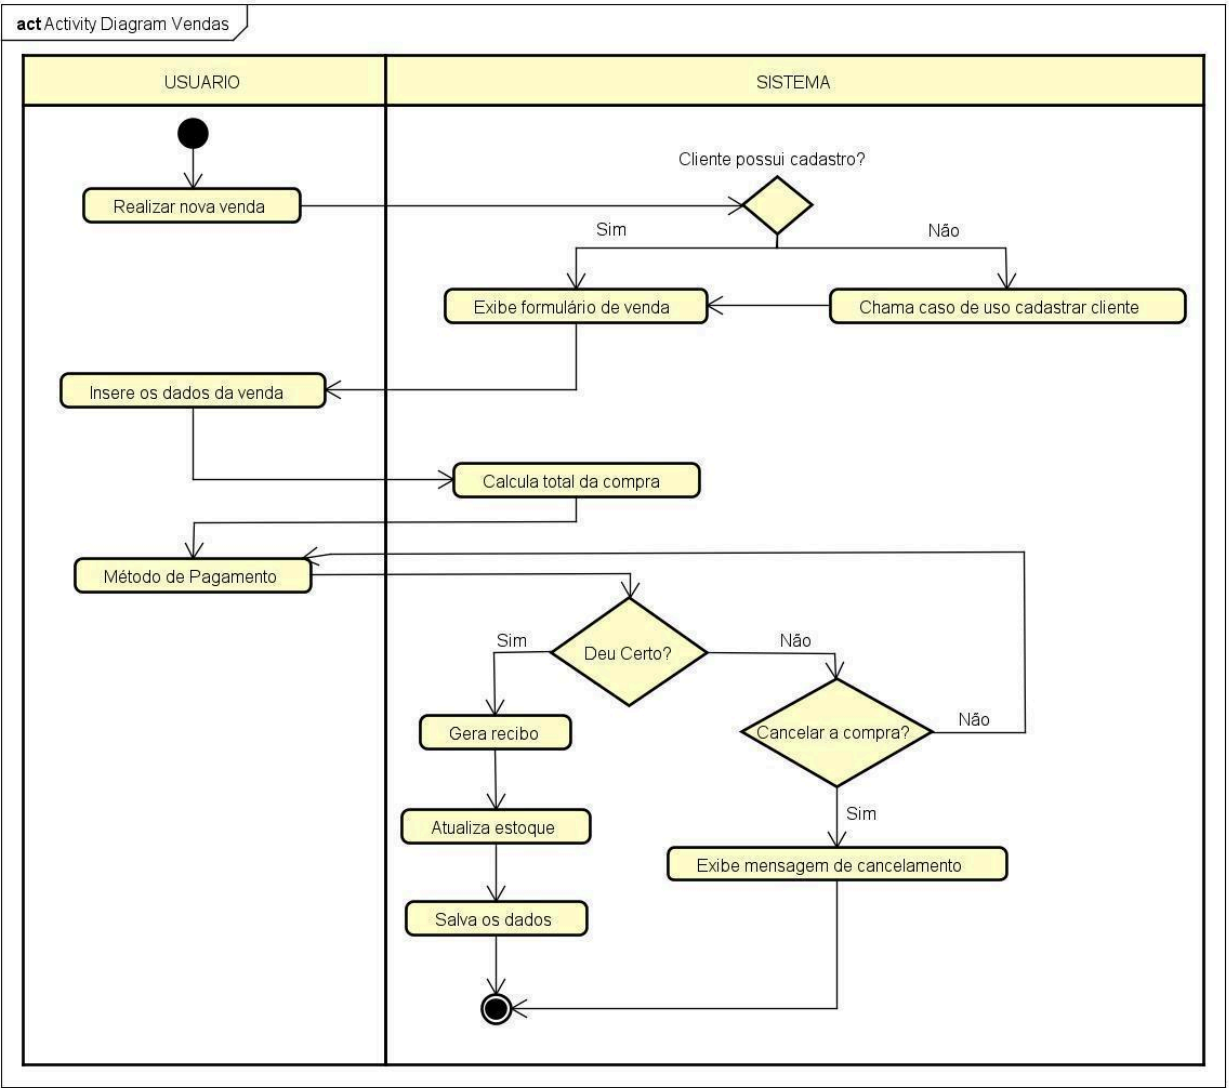 act Activity Diagram Vendas
USUARIO
SISTEMA
Cliente possui cadastro?
Realizar nova venda
Sim
Não
Exibe formulário de venda
Chama caso de uso cadastrar cliente
Insere os dados da venda
Calcula total da compra
Método de Pagamento
Sim
Deu Certo?
Não
Gera recibo
Cancelar a compra?
Não
Sim
Atualiza estoque
Exibe mensagem de cancelamento
Salva os dados